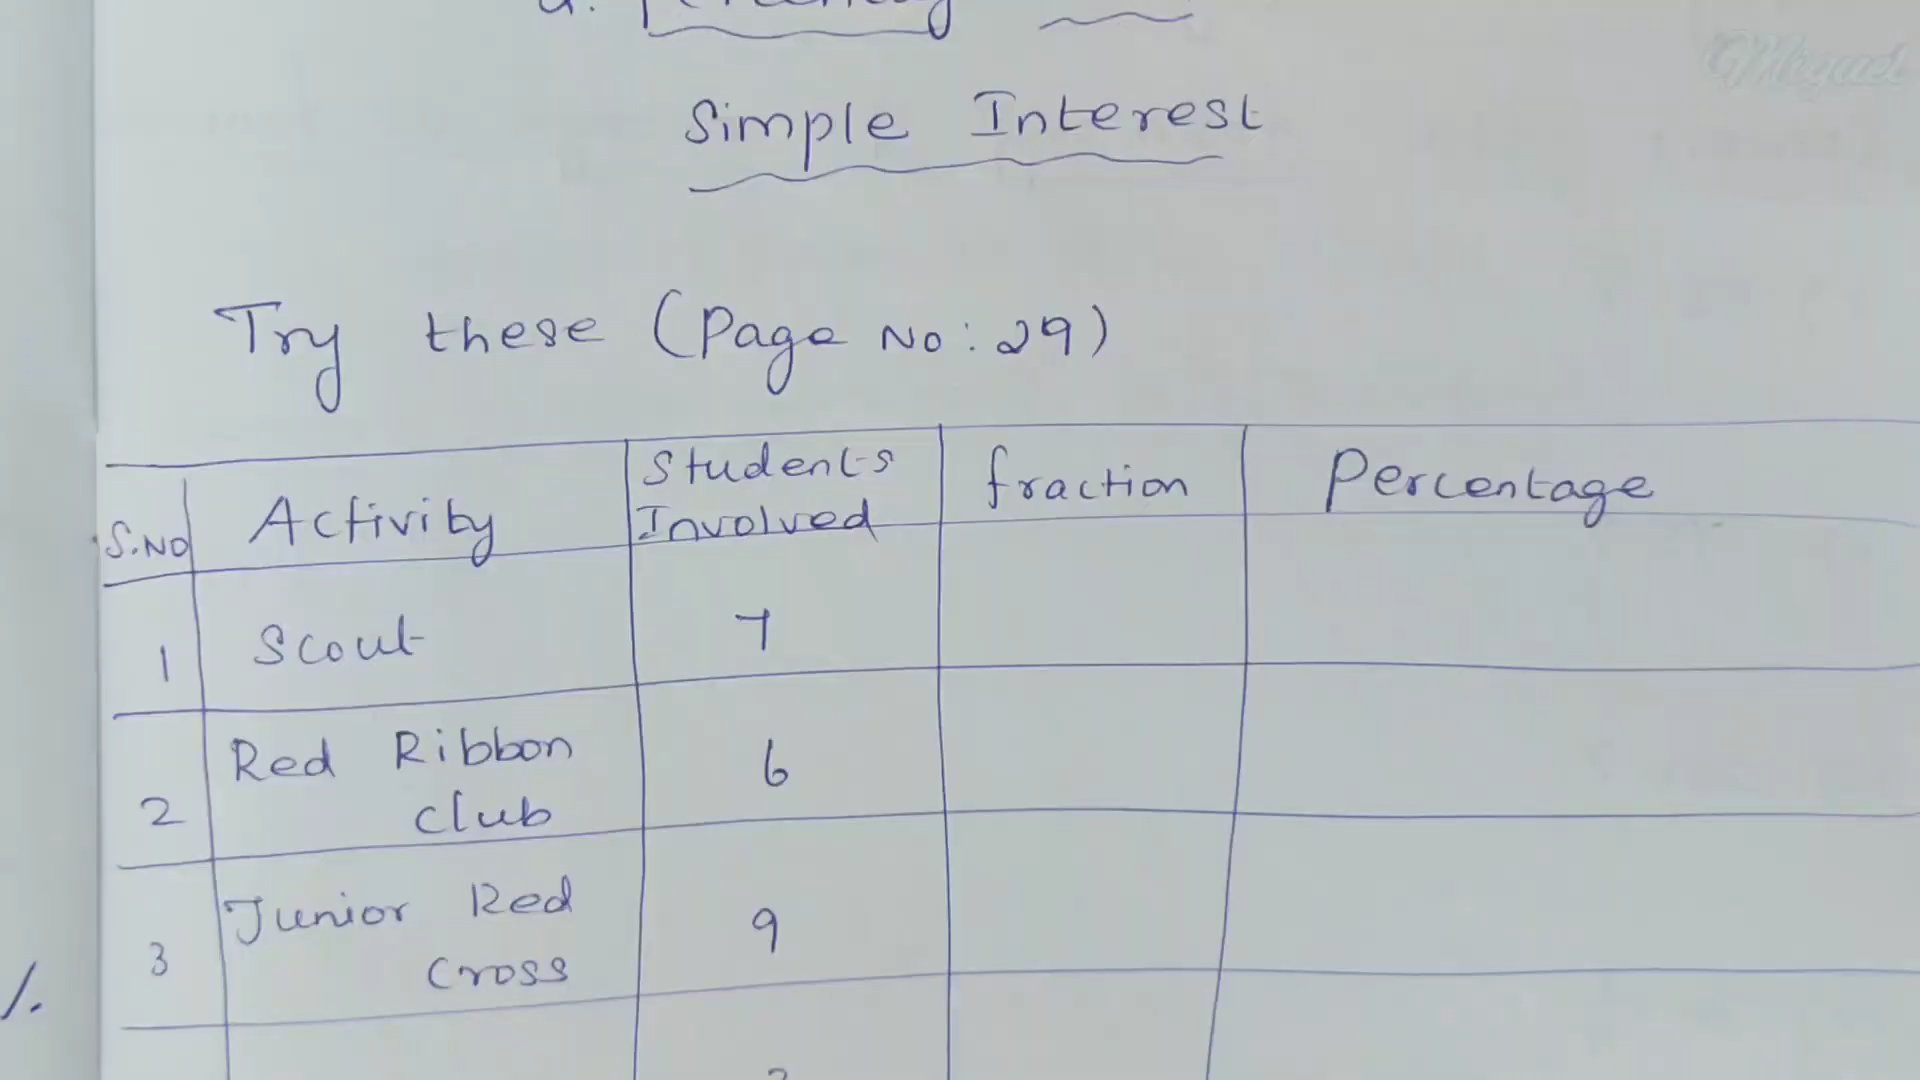 Simple Interest
Try these (Page No: 29)
S.No Activity Students Involved fraction Percentage
1 Scout 7
2 Red Ribbon Club 6
3 Junior Red Cross 9